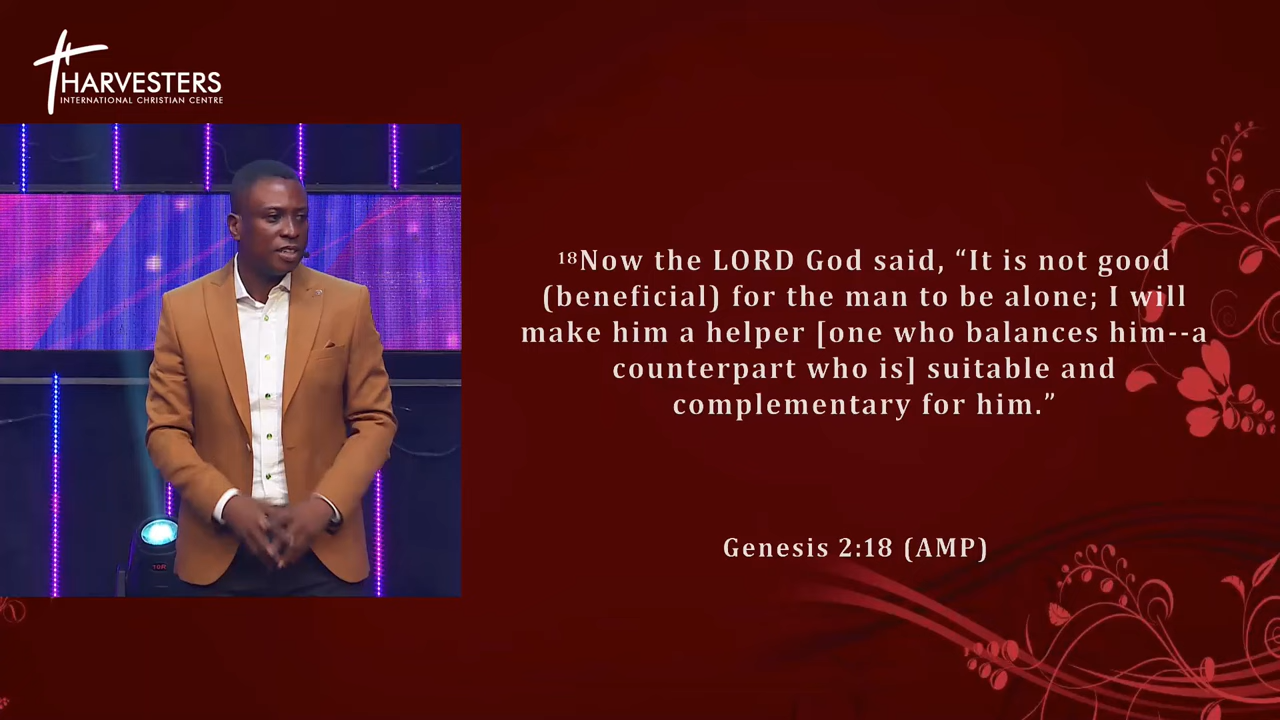 HARVESTERS
INTERNATIONAL CHRISTIAN CENTRE
¹⁸Now the LORD God said, “It is not good
(beneficial) for the man to be alone; I will
make him a helper [one who balances him--a
counterpart who is] suitable and
complementary for him.”
Genesis 2:18 (AMP)